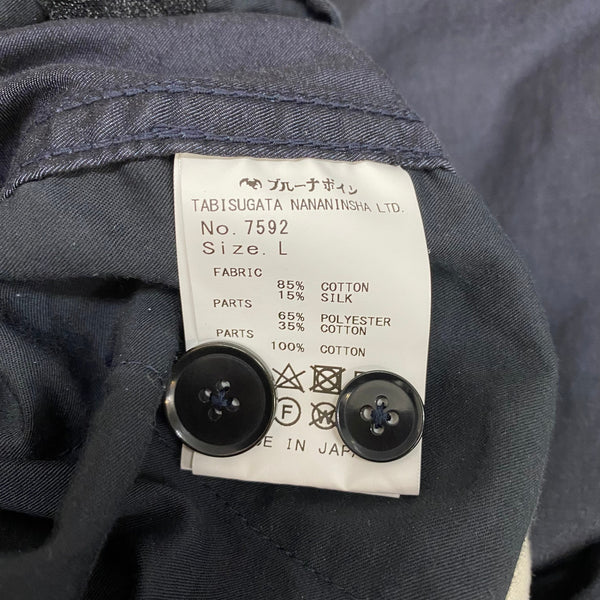 ブルーナボイン
TABISUGATA NANANINSHA LTD.
No. 7592
Size. L
FABRIC
85% COTTON
15% SILK
PARTS
65% POLYESTER
35% COTTON
PARTS
100% COTTON
F
W
E IN JAPA